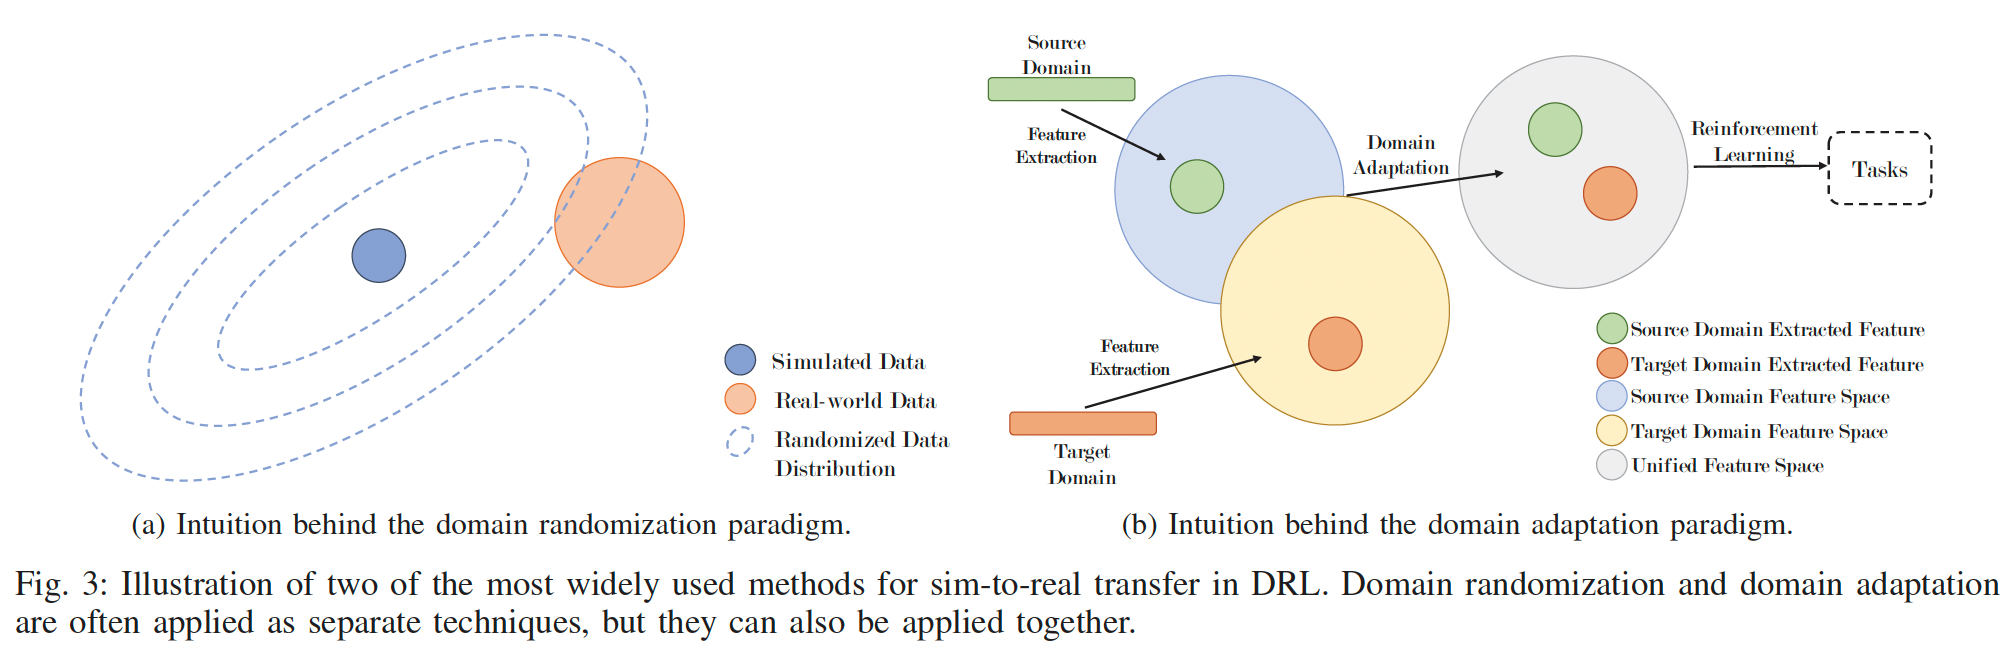 Simulated Data
Real-world Data
Randomized Data
Distribution
(a) Intuition behind the domain randomization paradigm.
Source
Domain
Feature
Extraction
Domain
Adaptation
Reinforcement
Learning
Tasks
Feature
Extraction
Target
Domain
Source Domain Extracted Feature
Target Domain Extracted Feature
Source Domain Feature Space
Target Domain Feature Space
Unified Feature Space
(b) Intuition behind the domain adaptation paradigm.
Fig. 3: Illustration of two of the most widely used methods for sim-to-real transfer in DRL. Domain randomization and domain adaptation
are often applied as separate techniques, but they can also be applied together.